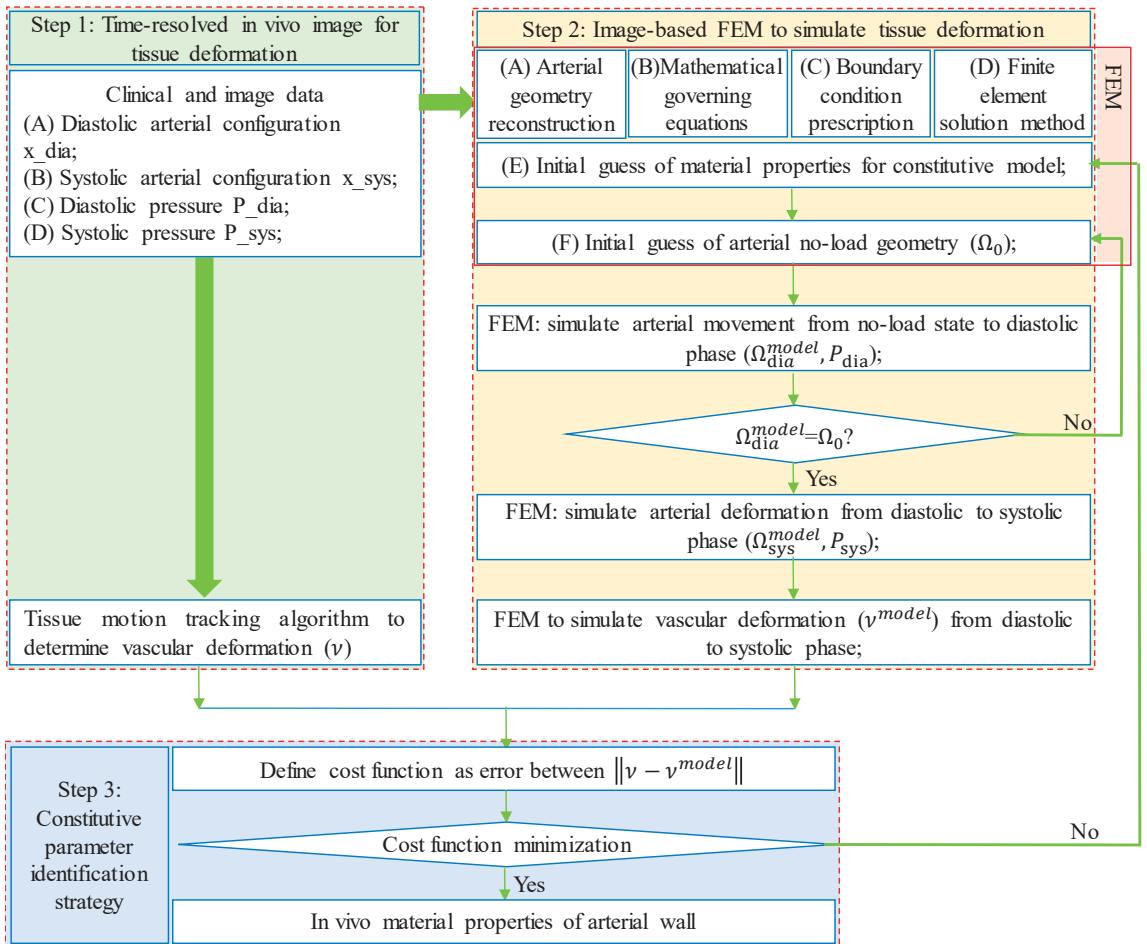 Step 1: Time-resolved in vivo image for
tissue deformation
Clinical and image data
(A) Diastolic arterial configuration
x_dia;
(B) Systolic arterial configuration x_sys;
(C) Diastolic pressure P_dia;
(D) Systolic pressure P_sys;
Tissue motion tracking algorithm to
determine vascular deformation (ν)
Step 2: Image-based FEM to simulate tissue deformation
(A) Arterial
geometry
reconstruction
(B)Mathematical
governing
equations
(C) Boundary
condition
prescription
(D) Finite
element
solution method
FEM
(E) Initial guess of material properties for constitutive model;
(F) Initial guess of arterial no-load geometry (Ω₀);
FEM: simulate arterial movement from no-load state to diastolic
phase (Ω_dia^model, P_dia);
Ω_dia^model=Ω₀?
No
Yes
FEM: simulate arterial deformation from diastolic to systolic
phase (Ω_sys^model, P_sys);
FEM to simulate vascular deformation (ν^model) from diastolic
to systolic phase;
Step 3:
Constitutive
parameter
identification
strategy
Define cost function as error between ‖ν − ν^model‖
Cost function minimization
No
Yes
In vivo material properties of arterial wall